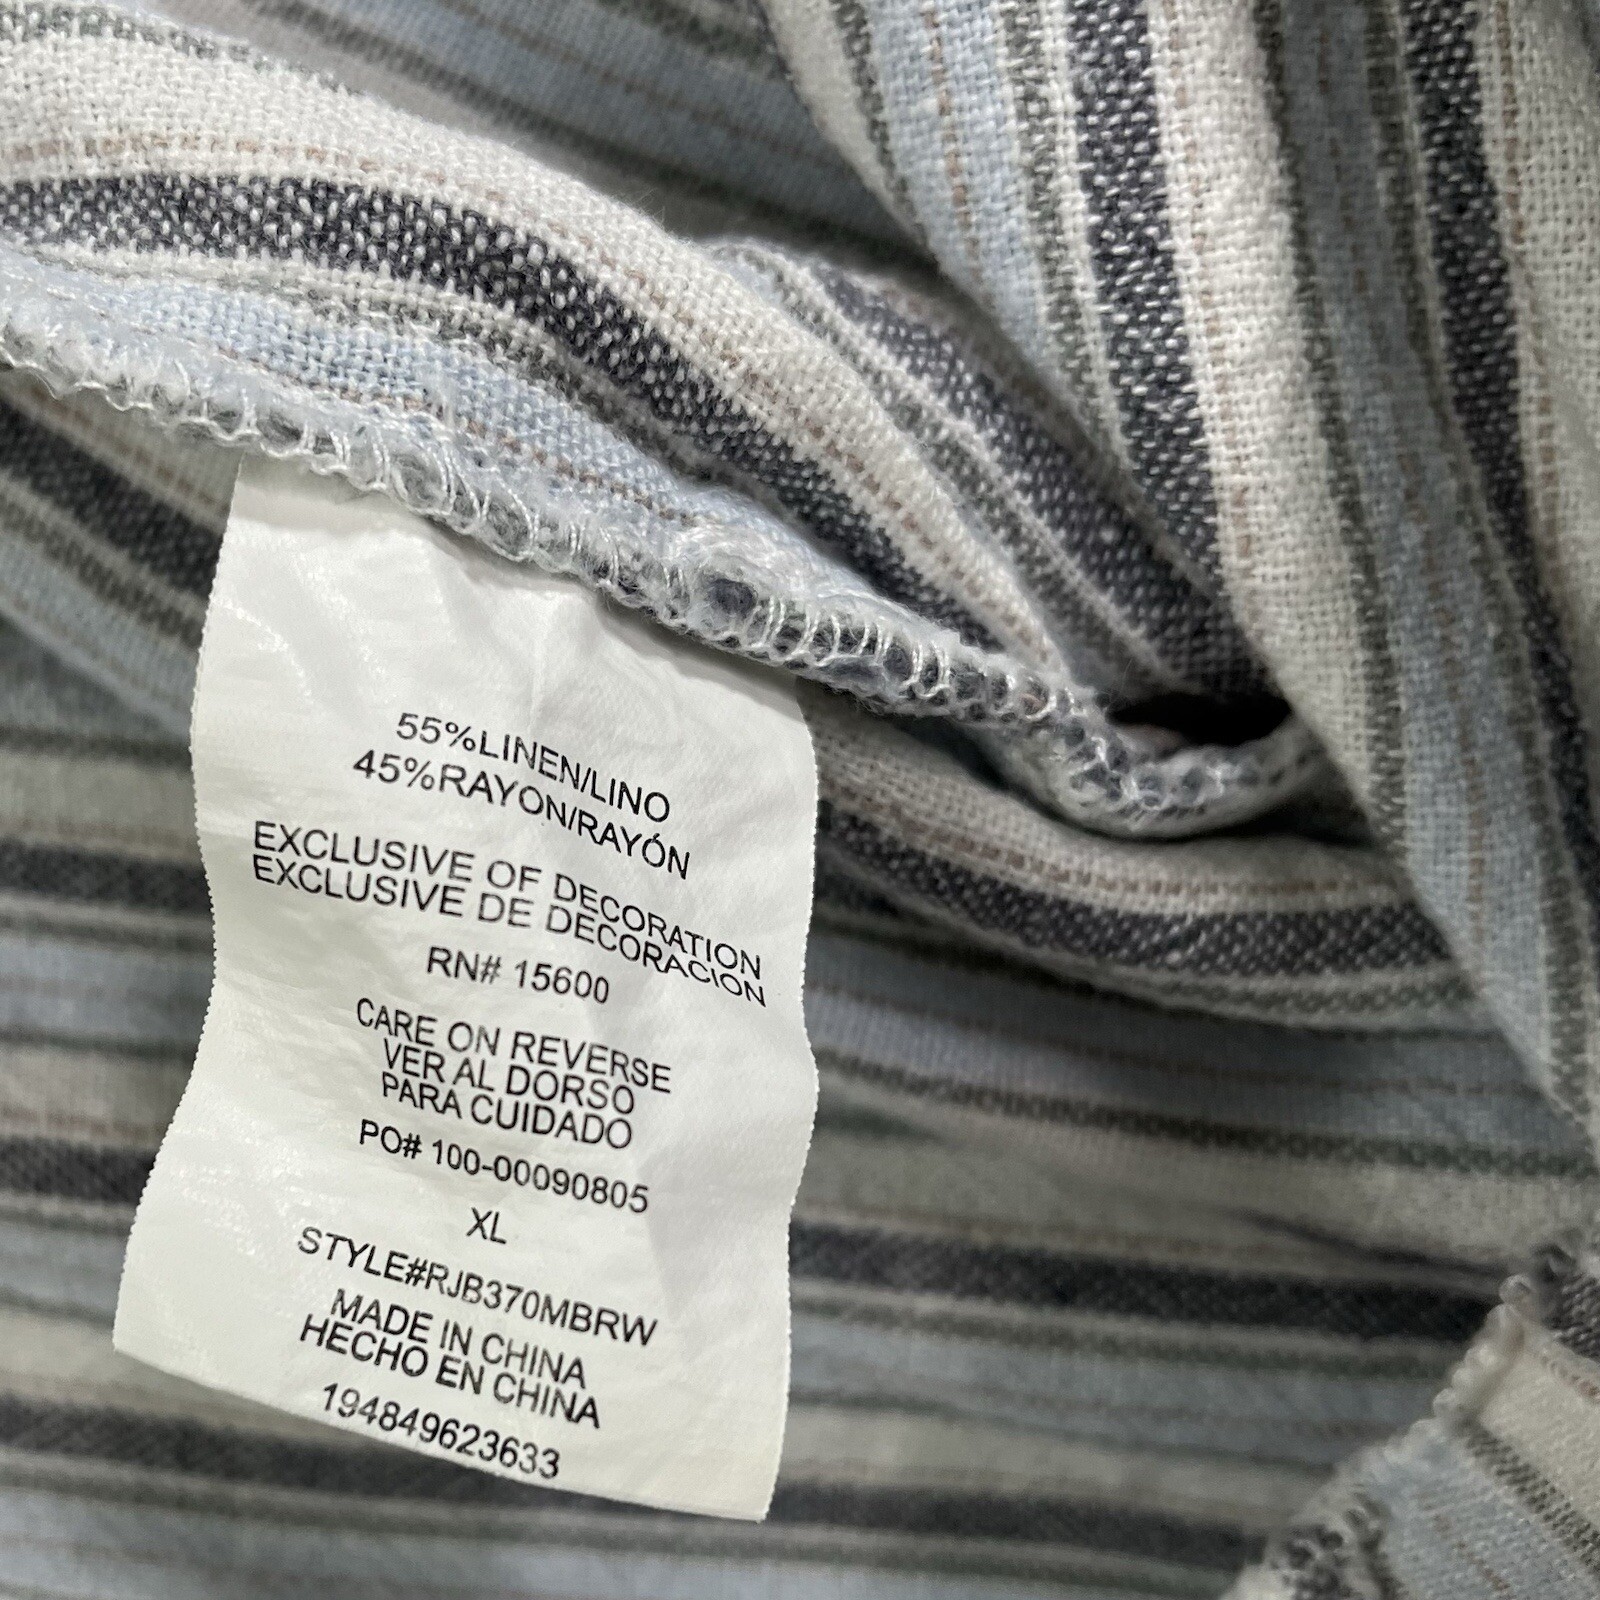 55%LINEN/LINO
45%RAYON/RAYÓN
EXCLUSIVE OF DECORATION
EXCLUSIVE DE DECORACION
RN# 15600
CARE ON REVERSE
VER AL DORSO
PARA CUIDADO
PO# 100-00090805
XL
STYLE#RJB370MBRW
MADE IN CHINA
HECHO EN CHINA
194849623633